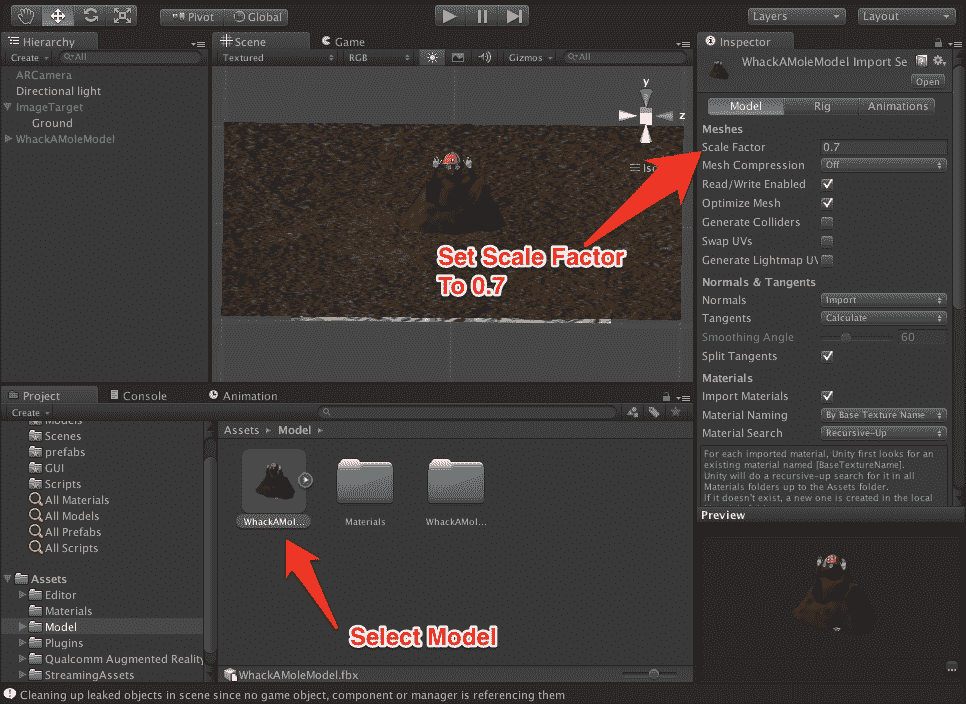 Pivot Global Layers Layout
Hierarchy
Create All
ARCamera
Directional light
ImageTarget
Ground
WhackAMoleModel
Scene Game
Textured RGB Gizmos All
y
z
Iso
Set Scale Factor
To 0.7
Inspector
WhackAMoleModel Import Se
Open
Model Rig Animations
Meshes
Scale Factor 0.7
Mesh Compression Off
Read/Write Enabled
Optimize Mesh
Generate Colliders
Swap UVs
Generate Lightmap UV
Normals & Tangents
Normals Import
Tangents Calculate
Smoothing Angle 60
Split Tangents
Materials
Import Materials
Material Naming By Base Texture Name
Material Search Recursive-Up
For each imported material, Unity first looks for an
existing material named [BaseTextureName].
Unity will do a recursive-up search for it in all
Materials folders up to the Assets folder.
If it doesn't exist, a new one is created in the local
Preview
Project Console Animation
Create
Models
Scenes
prefabs
GUI
Scripts
All Materials
All Models
All Prefabs
All Scripts
Assets
Editor
Materials
Model
Plugins
Qualcomm Augmented Reality
StreamingAssets
Assets Model
WhackAMol... Materials WhackAMol...
Select Model
WhackAMoleModel.fbx
Cleaning up leaked objects in scene since no game object, component or manager is referencing them